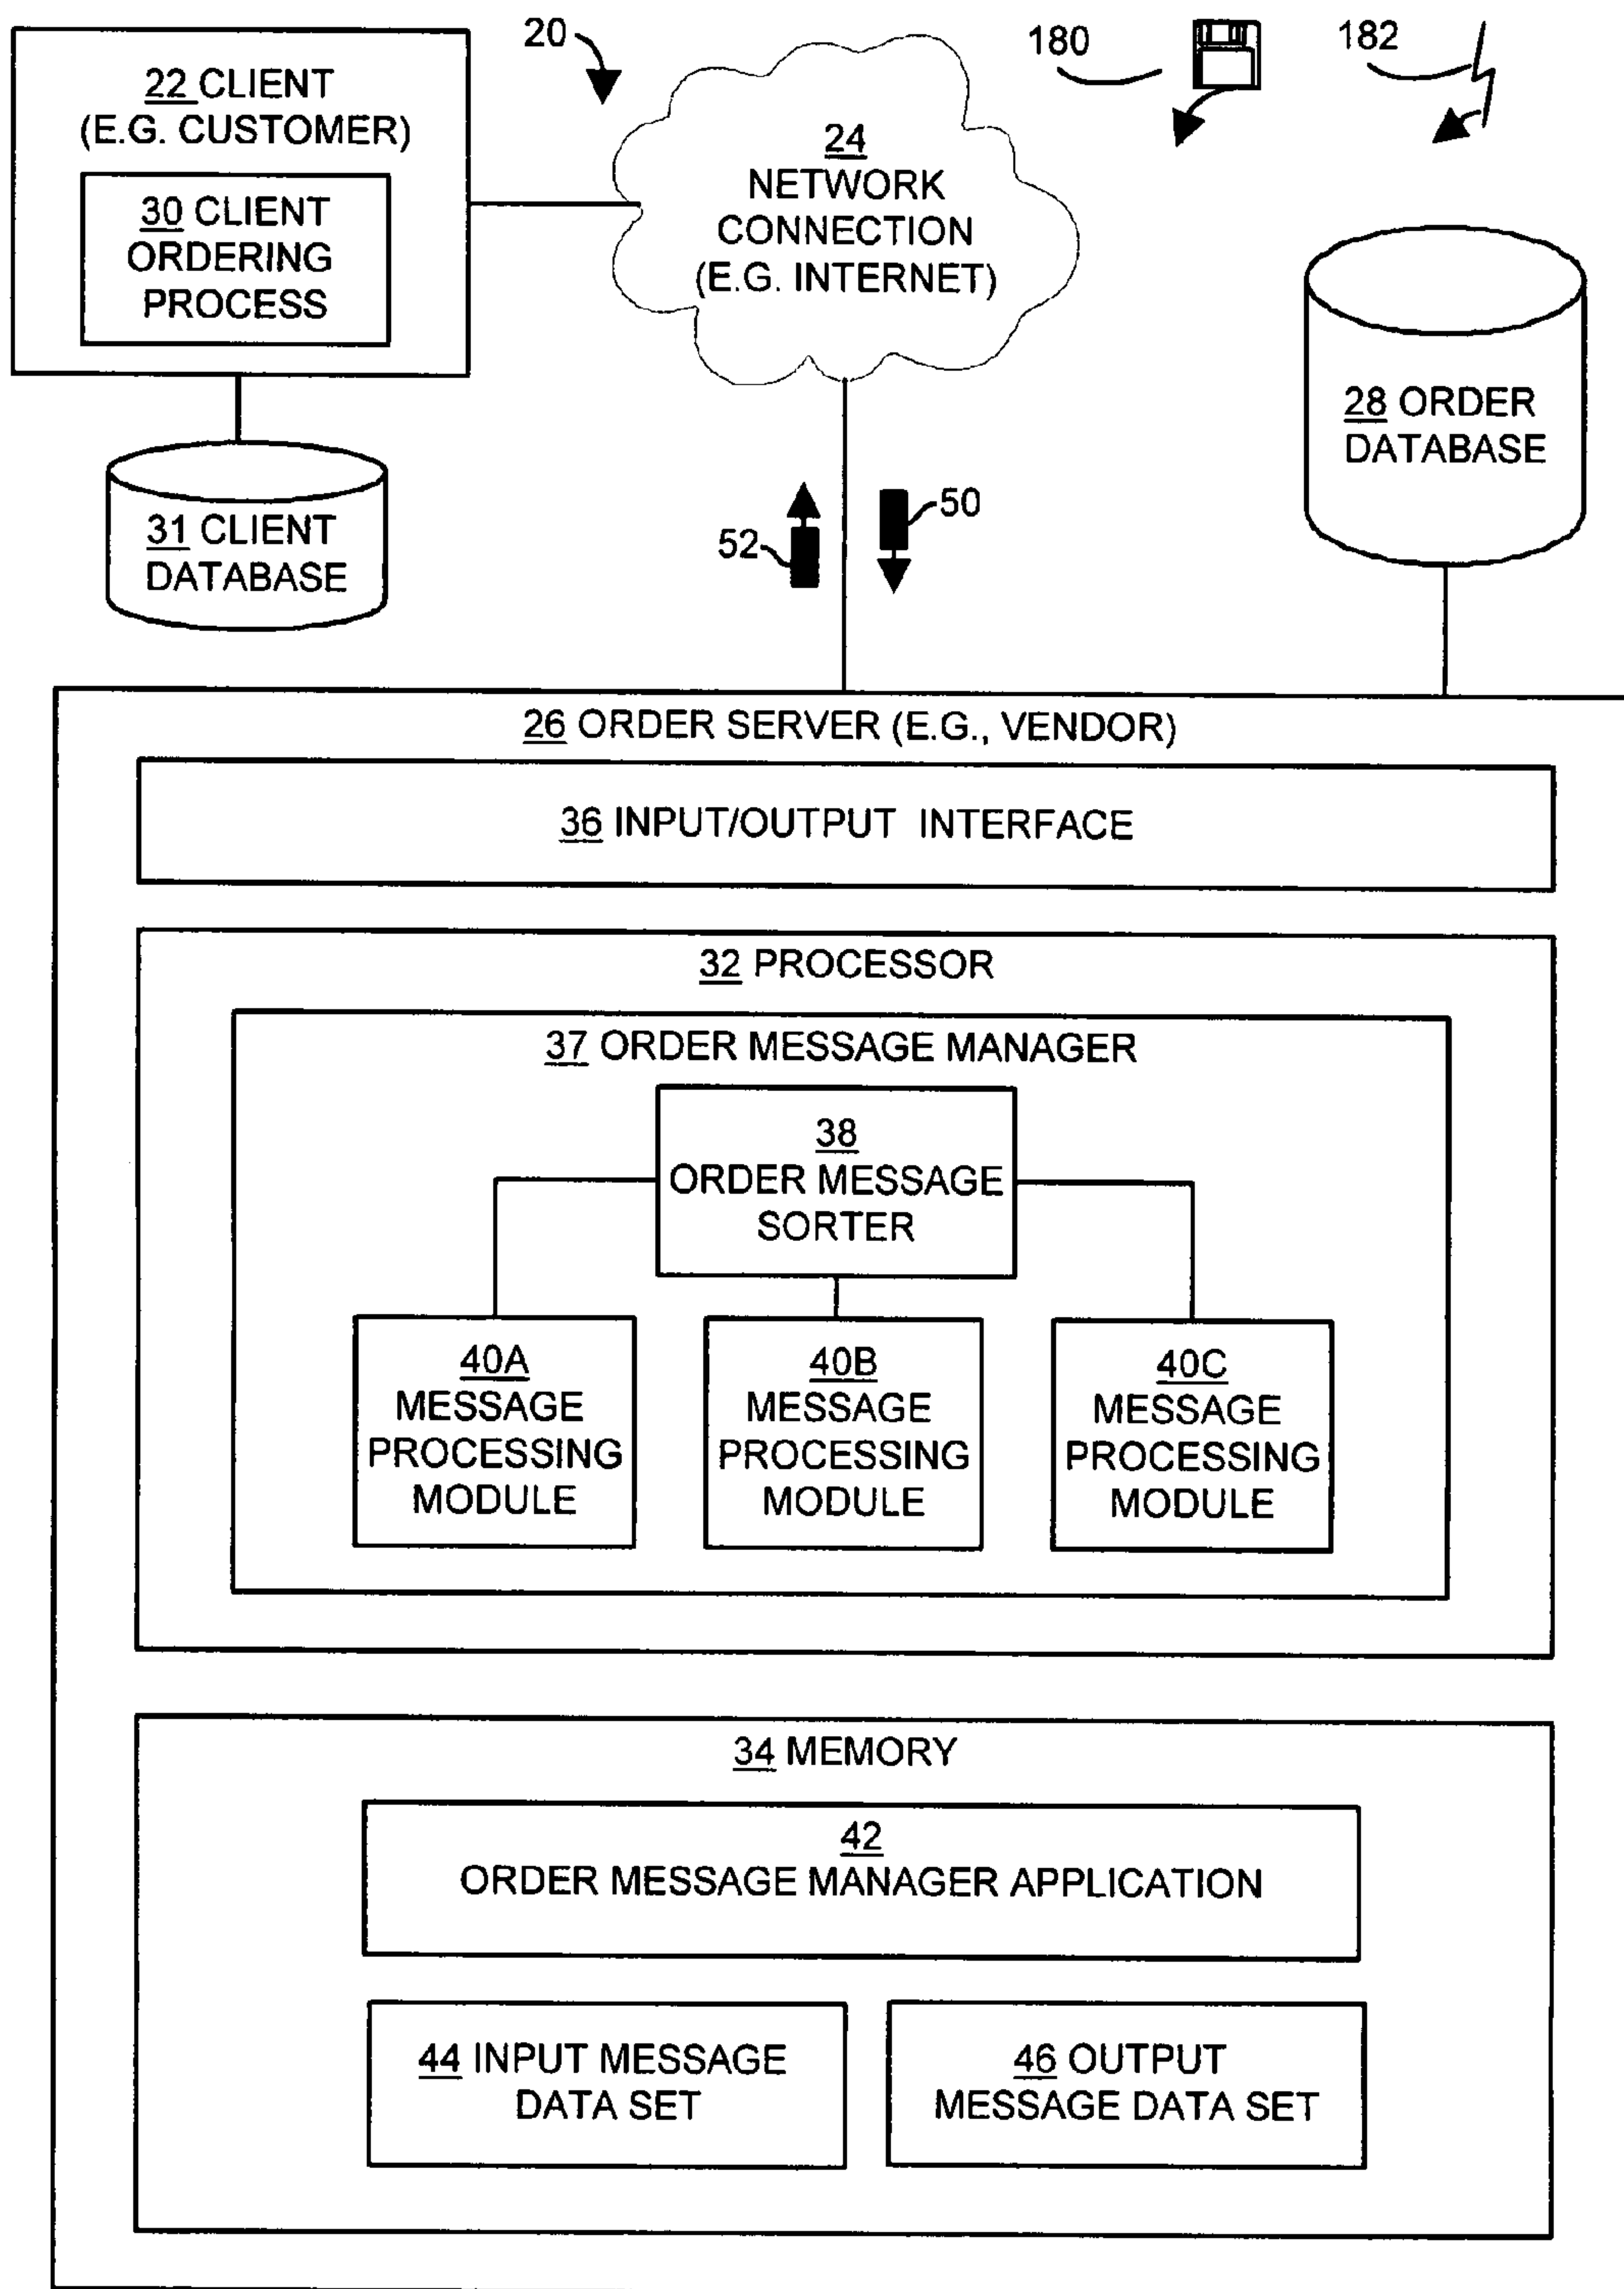 20
180
182
22 CLIENT
(E.G. CUSTOMER)
30 CLIENT
ORDERING
PROCESS
24
NETWORK
CONNECTION
(E.G. INTERNET)
28 ORDER
DATABASE
31 CLIENT
DATABASE
52
50
26 ORDER SERVER (E.G., VENDOR)
36 INPUT/OUTPUT INTERFACE
32 PROCESSOR
37 ORDER MESSAGE MANAGER
38
ORDER MESSAGE
SORTER
40A
MESSAGE
PROCESSING
MODULE
40B
MESSAGE
PROCESSING
MODULE
40C
MESSAGE
PROCESSING
MODULE
34 MEMORY
42
ORDER MESSAGE MANAGER APPLICATION
44 INPUT MESSAGE
DATA SET
46 OUTPUT
MESSAGE DATA SET